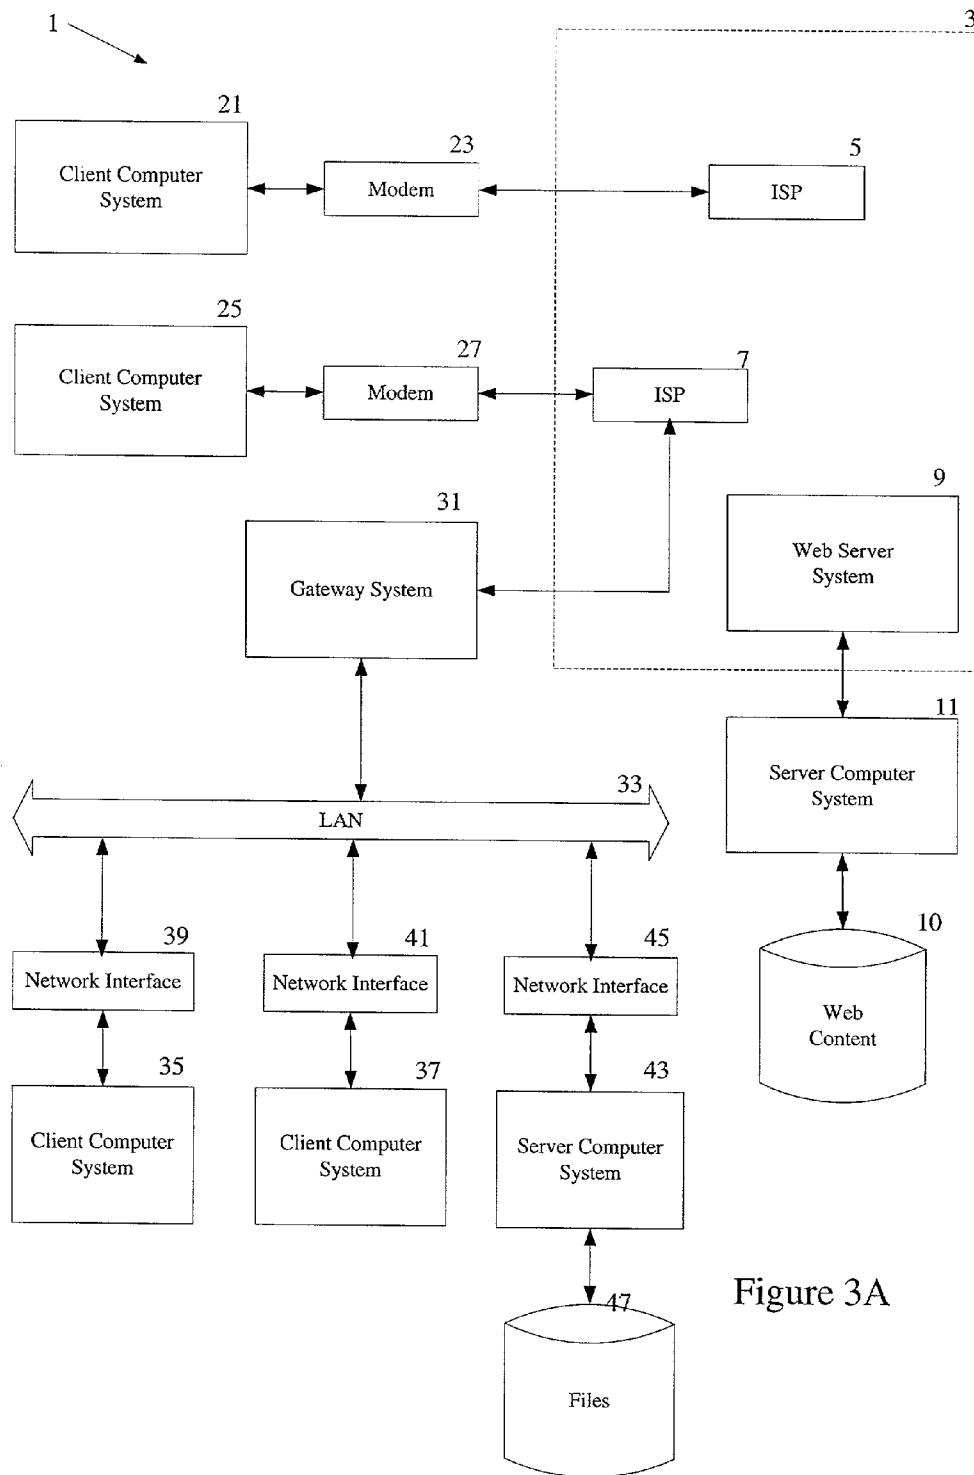 1
3
21
Client Computer
System
23
Modem
5
ISP
25
Client Computer
System
27
Modem
7
ISP
31
Gateway System
9
Web Server
System
11
Server Computer
System
33
LAN
10
Web
Content
39
Network Interface
41
Network Interface
45
Network Interface
35
Client Computer
System
37
Client Computer
System
43
Server Computer
System
47
Files
Figure 3A